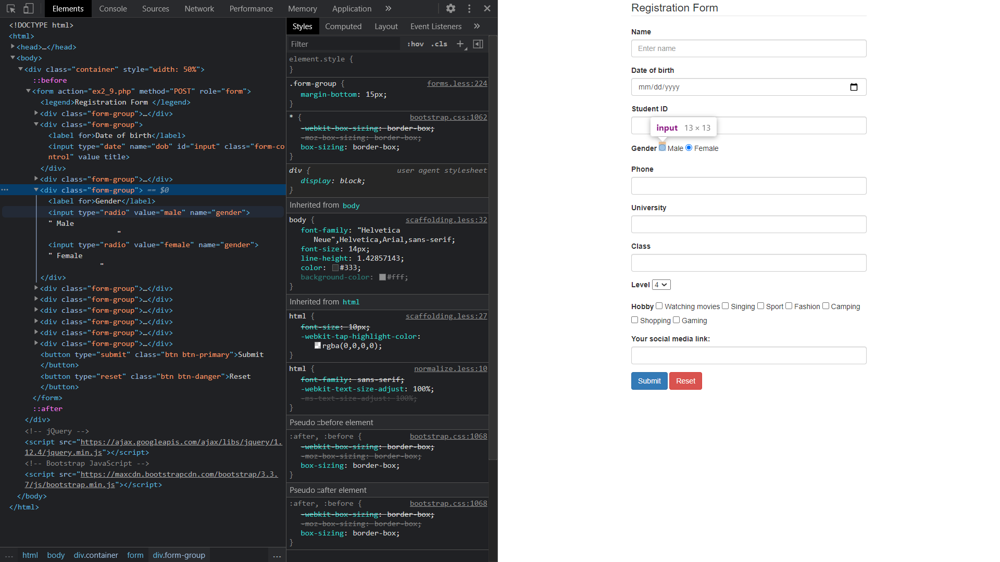 Elements Console Sources Network Performance Memory Application »
<!DOCTYPE html>
<html>
<head>…</head>
<body>
<div class="container" style="width: 50%">
::before
<form action="ex2_9.php" method="POST" role="form">
<legend>Registration Form </legend>
<div class="form-group">…</div>
<div class="form-group">
<label for>Date of birth</label>
<input type="date" name="dob" id="input" class="form-co
ntrol" value title>
</div>
<div class="form-group">…</div>
<div class="form-group"> == $0
<label for>Gender</label>
<input type="radio" value="male" name="gender">
" Male
"
<input type="radio" value="female" name="gender">
" Female
"
</div>
<div class="form-group">…</div>
<div class="form-group">…</div>
<div class="form-group">…</div>
<div class="form-group">…</div>
<div class="form-group">…</div>
<div class="form-group">…</div>
<button type="submit" class="btn btn-primary">Submit
</button>
<button type="reset" class="btn btn-danger">Reset
</button>
</form>
::after
</div>
<!-- jQuery -->
<script src="https://ajax.googleapis.com/ajax/libs/jquery/1.
12.4/jquery.min.js"></script>
<!-- Bootstrap JavaScript -->
<script src="https://maxcdn.bootstrapcdn.com/bootstrap/3.3.
7/js/bootstrap.min.js"></script>
</body>
</html>
... html body div.container form div.form-group ...
Styles Computed Layout Event Listeners »
Filter :hov .cls +
element.style {
}
.form-group { forms.less:224
margin-bottom: 15px;
}
* { bootstrap.css:1062
-webkit-box-sizing: border-box;
-moz-box-sizing: border-box;
box-sizing: border-box;
}
div { user agent stylesheet
display: block;
}
Inherited from body
body { scaffolding.less:32
font-family: "Helvetica
Neue",Helvetica,Arial,sans-serif;
font-size: 14px;
line-height: 1.42857143;
color: #333;
background-color: #fff;
}
Inherited from html
html { scaffolding.less:27
font-size: 10px;
-webkit-tap-highlight-color:
rgba(0,0,0,0);
}
html { normalize.less:10
font-family: sans-serif;
-webkit-text-size-adjust: 100%;
-ms-text-size-adjust: 100%;
}
Pseudo ::before element
:after, :before { bootstrap.css:1068
-webkit-box-sizing: border-box;
-moz-box-sizing: border-box;
box-sizing: border-box;
}
Pseudo ::after element
:after, :before { bootstrap.css:1068
-webkit-box-sizing: border-box;
-moz-box-sizing: border-box;
box-sizing: border-box;
}
Registration Form
Name
Enter name
Date of birth
mm/dd/yyyy
Student ID
input 13 × 13
Gender Male Female
Phone
University
Class
Level 4
Hobby Watching movies Singing Sport Fashion Camping
Shopping Gaming
Your social media link:
Submit Reset